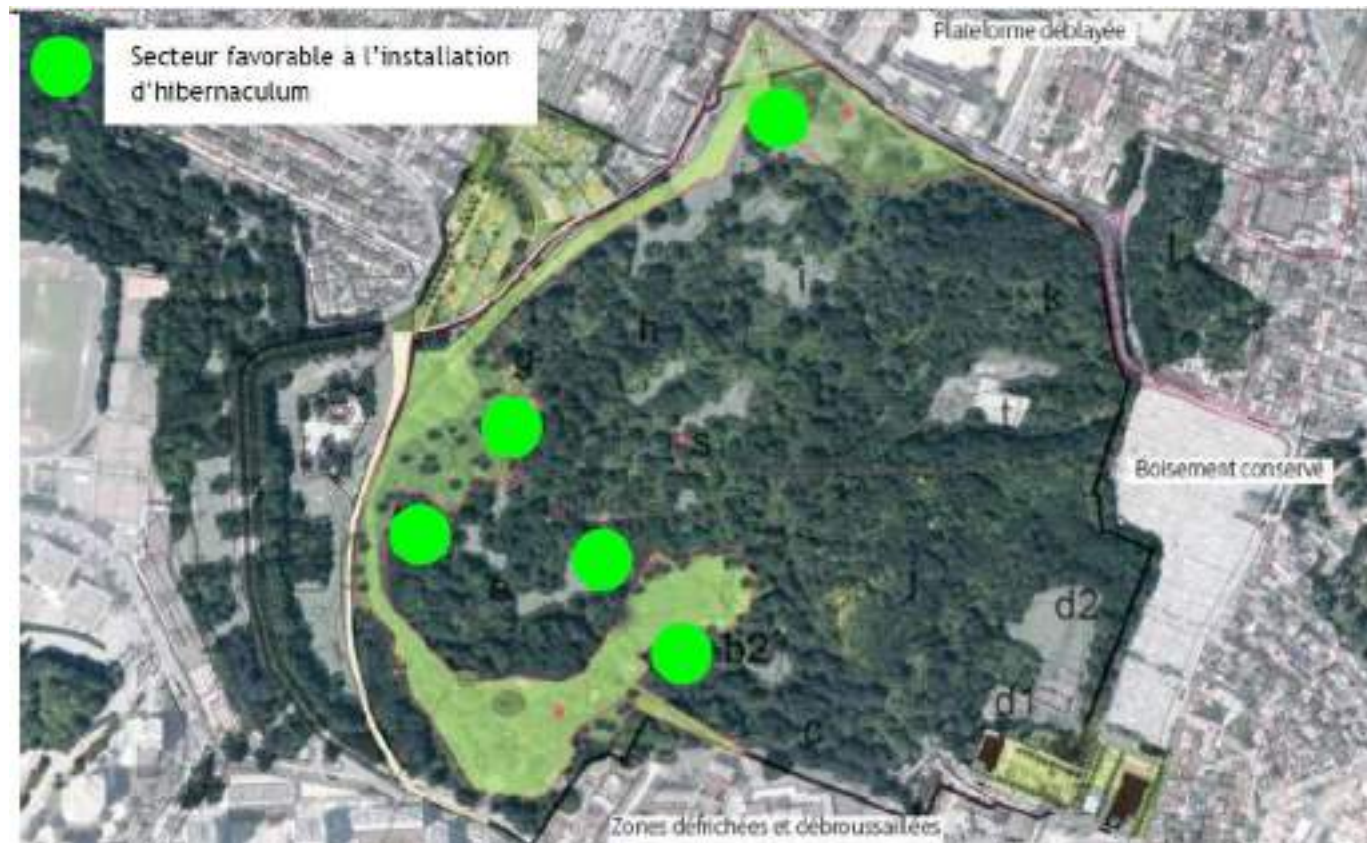 Secteur favorable à l'installation
d'hibernaculum
Plateforme déblayée
l
i
k
h
g
t
s
Boisement conservé
a
j
d2
b2
d1
c
Zones défrichées et débroussaillées